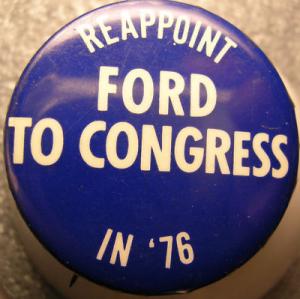 REAPPOINT
FORD
TO CONGRESS
IN '76